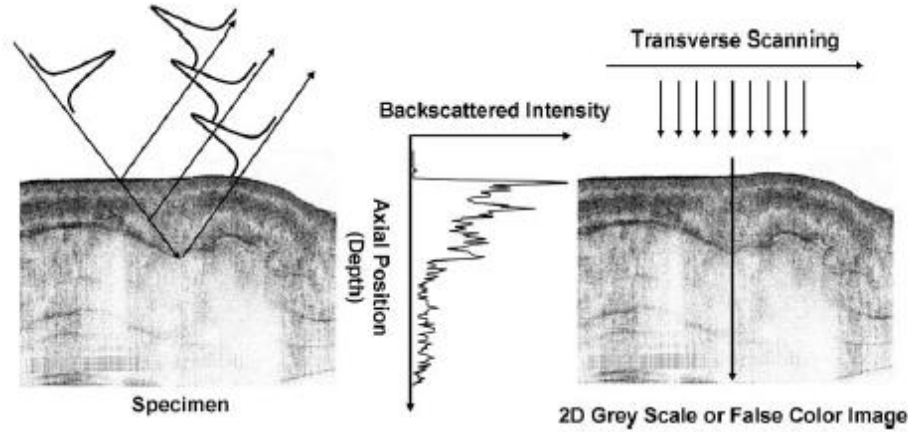 Transverse Scanning
Backscattered Intensity
Axial Position
(Depth)
Specimen
2D Grey Scale or False Color Image